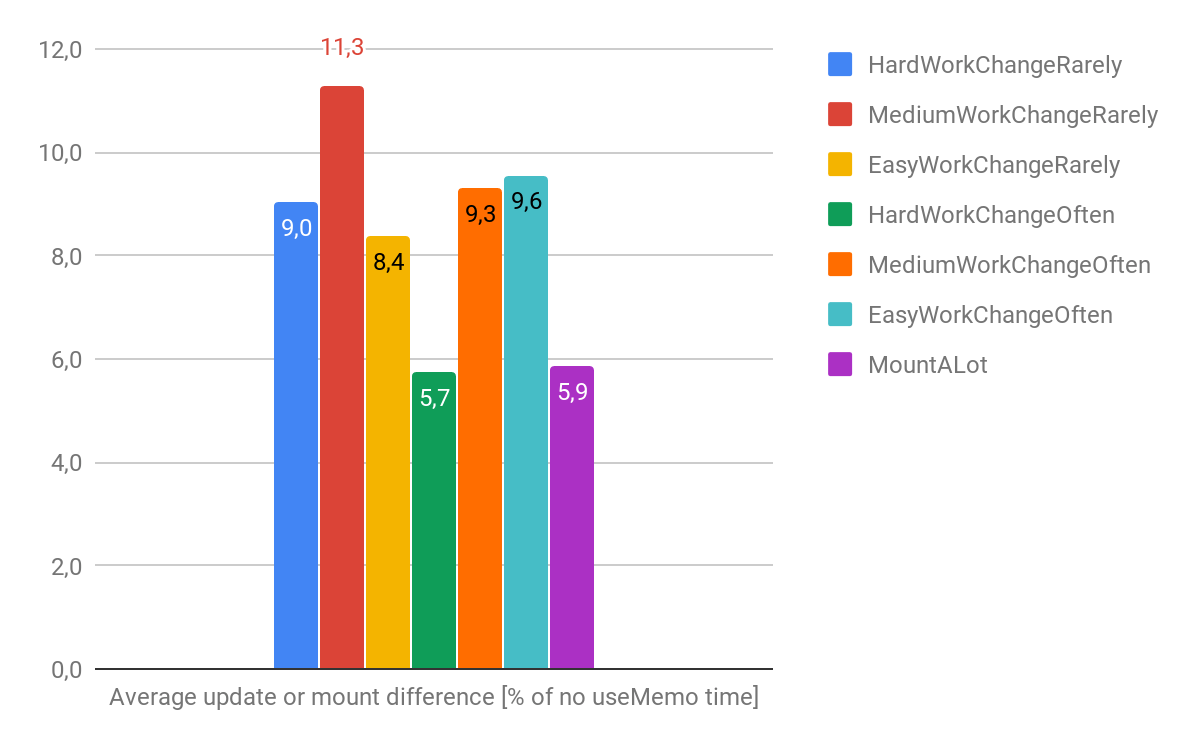 12,0
10,0
8,0
6,0
4,0
2,0
0,0
9,0
11,3
8,4
5,7
9,3
9,6
5,9
Average update or mount difference [% of no useMemo time]
HardWorkChangeRarely
MediumWorkChangeRarely
EasyWorkChangeRarely
HardWorkChangeOften
MediumWorkChangeOften
EasyWorkChangeOften
MountALot